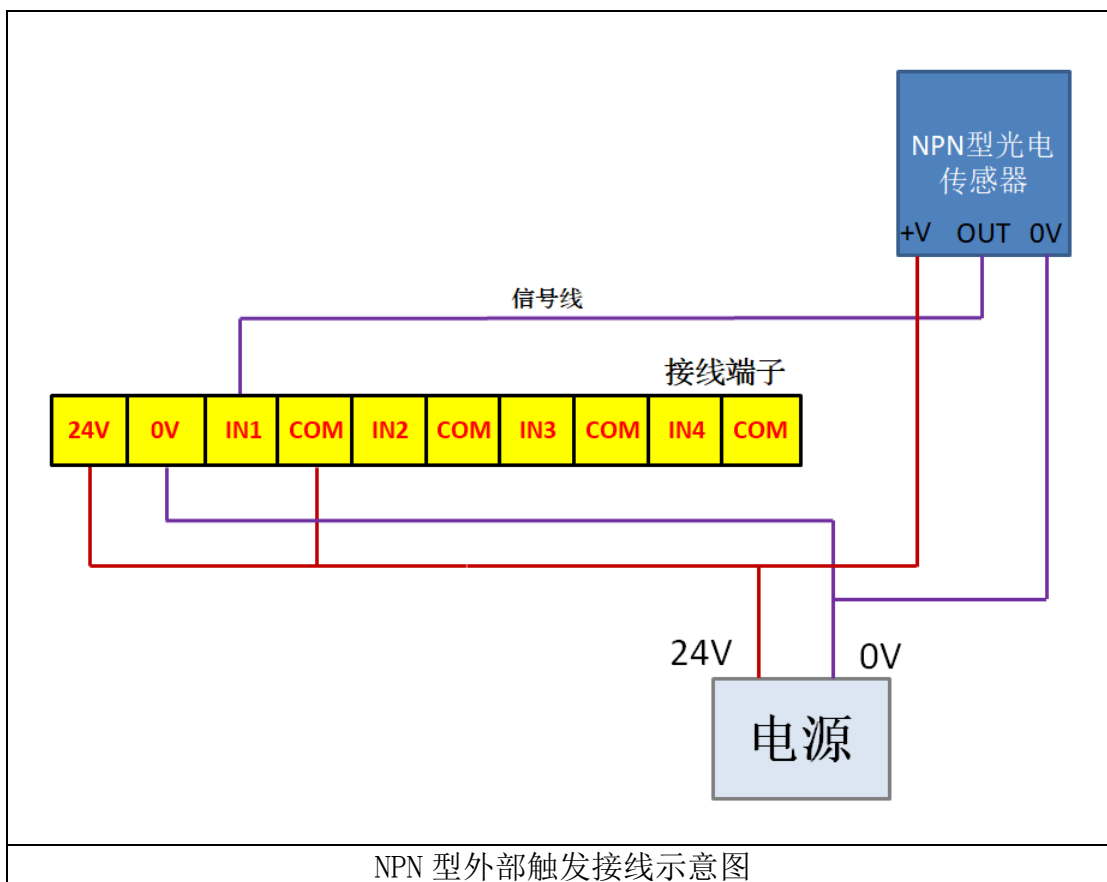 NPN型光电
传感器
+V OUT 0V
信号线
接线端子
24V 0V IN1 COM IN2 COM IN3 COM IN4 COM
24V 0V
电源
NPN 型外部触发接线示意图